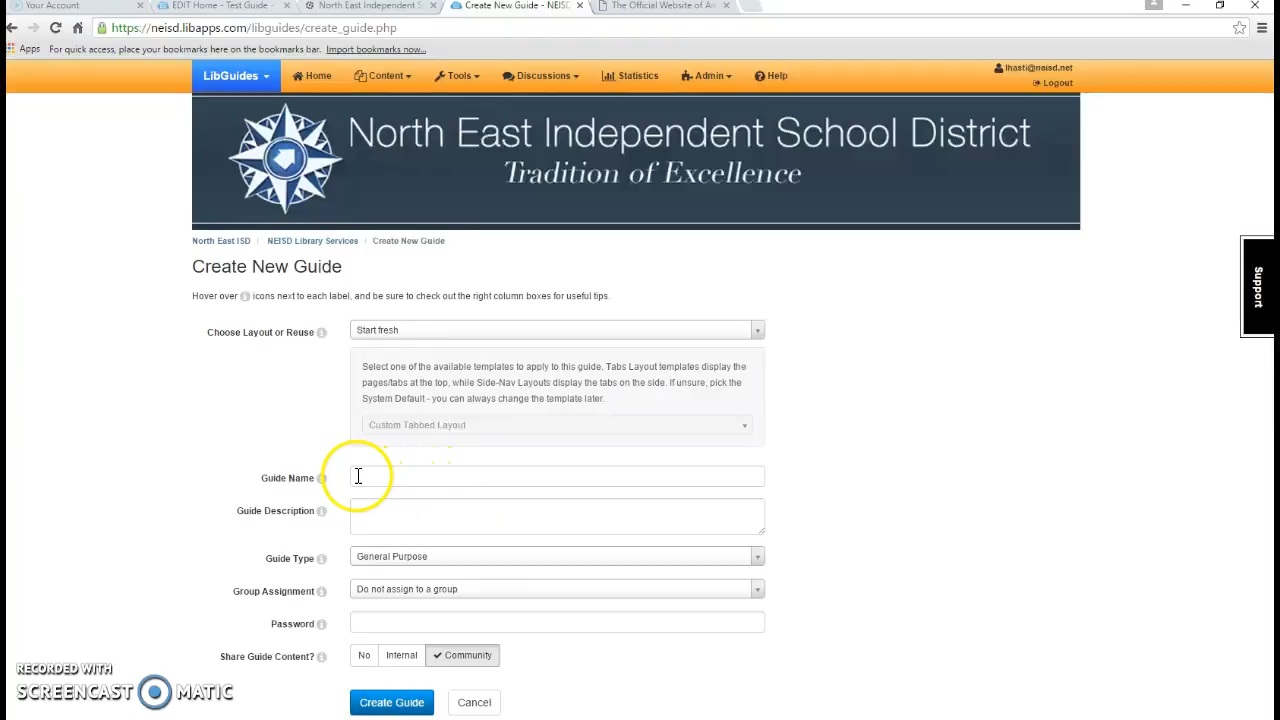 Your Account
EDIT Home - Test Guide -
North East Independent S
Create New Guide - NEISD
The Official Website of Ar
https://neisd.libapps.com/libguides/create_guide.php
Apps For quick access, place your bookmarks here on the bookmarks bar. Import bookmarks now...
LibGuides Home Content Tools Discussions Statistics Admin Help
lhasti@neisd.net
Logout
North East Independent School District
Tradition of Excellence
North East ISD / NEISD Library Services / Create New Guide
Create New Guide
Hover over icons next to each label, and be sure to check out the right column boxes for useful tips.
Support
Choose Layout or Reuse Start fresh
Select one of the available templates to apply to this guide. Tabs Layout templates display the
pages/tabs at the top, while Side-Nav Layouts display the tabs on the side. If unsure, pick the
System Default - you can always change the template later.
Custom Tabbed Layout
Guide Name
Guide Description
Guide Type General Purpose
Group Assignment Do not assign to a group
Password
Share Guide Content? No Internal Community
RECORDED WITH
SCREENCAST MATIC
Create Guide Cancel